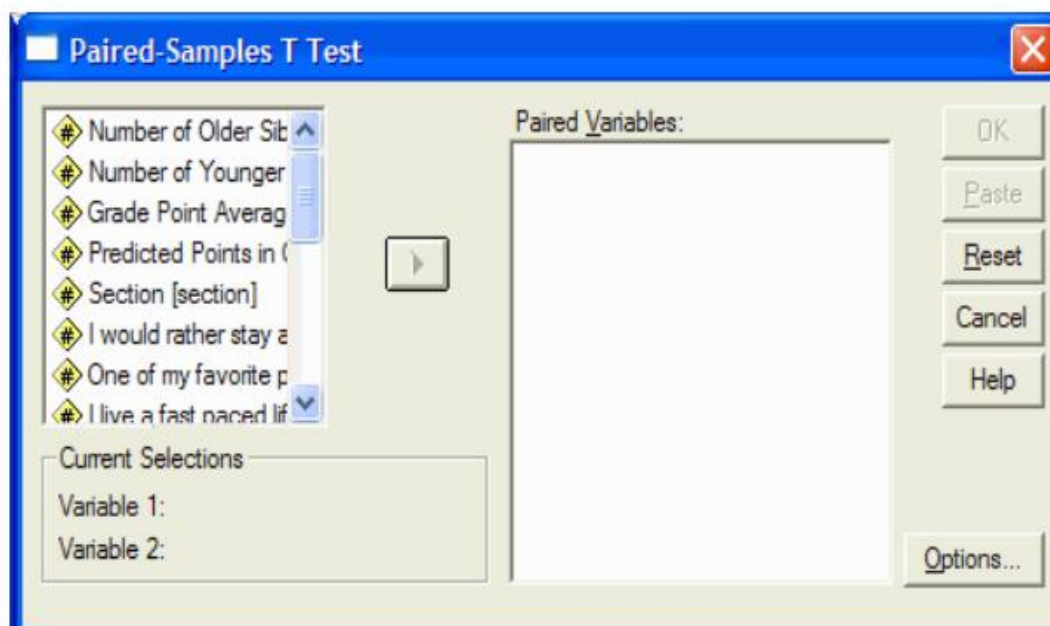 Paired-Samples T Test
Number of Older Sib
Number of Younger
Grade Point Averag
Predicted Points in
Section [section]
I would rather stay a
One of my favorite p
I live a fast paced lif
Current Selections
Variable 1:
Variable 2:
Paired Variables:
OK
Paste
Reset
Cancel
Help
Options...